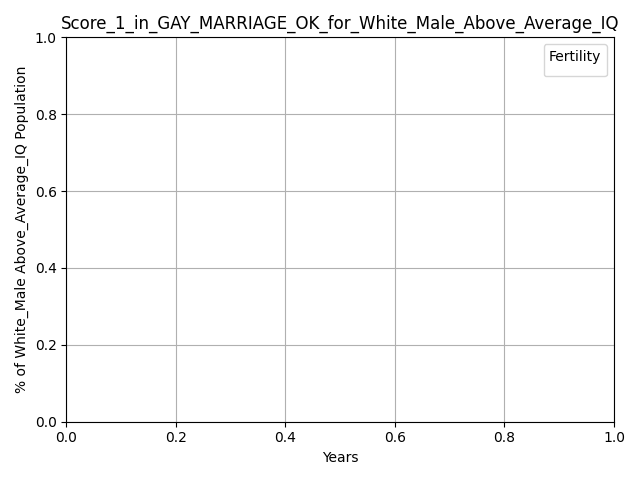 Score_1_in_GAY_MARRIAGE_OK_for_White_Male_Above_Average_IQ
% of White_Male Above_Average_IQ Population
1.0
0.8
0.6
0.4
0.2
0.0
Fertility
0.0 0.2 0.4 0.6 0.8 1.0
Years